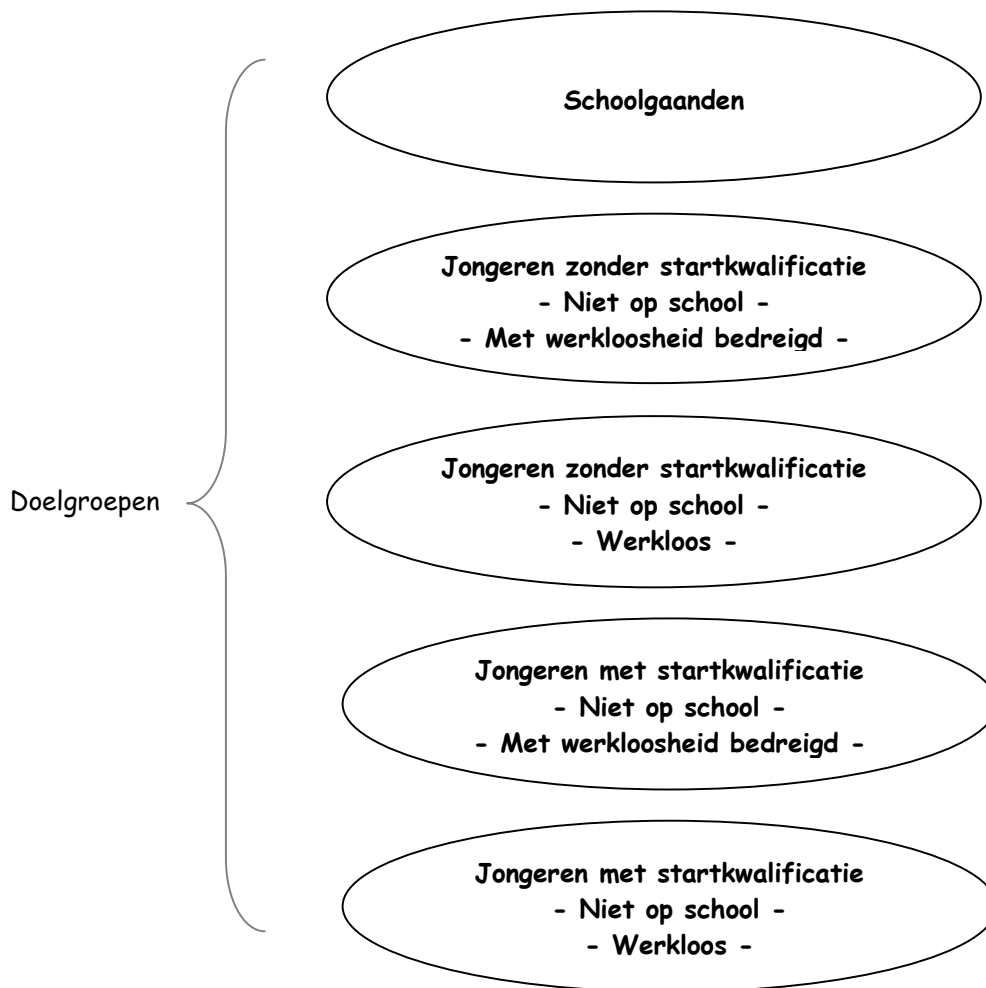 Schoolgaanden
Jongeren zonder startkwalificatie
- Niet op school -
- Met werkloosheid bedreigd -
Jongeren zonder startkwalificatie
- Niet op school -
- Werkloos -
Doelgroepen
Jongeren met startkwalificatie
- Niet op school -
- Met werkloosheid bedreigd -
Jongeren met startkwalificatie
- Niet op school -
- Werkloos -